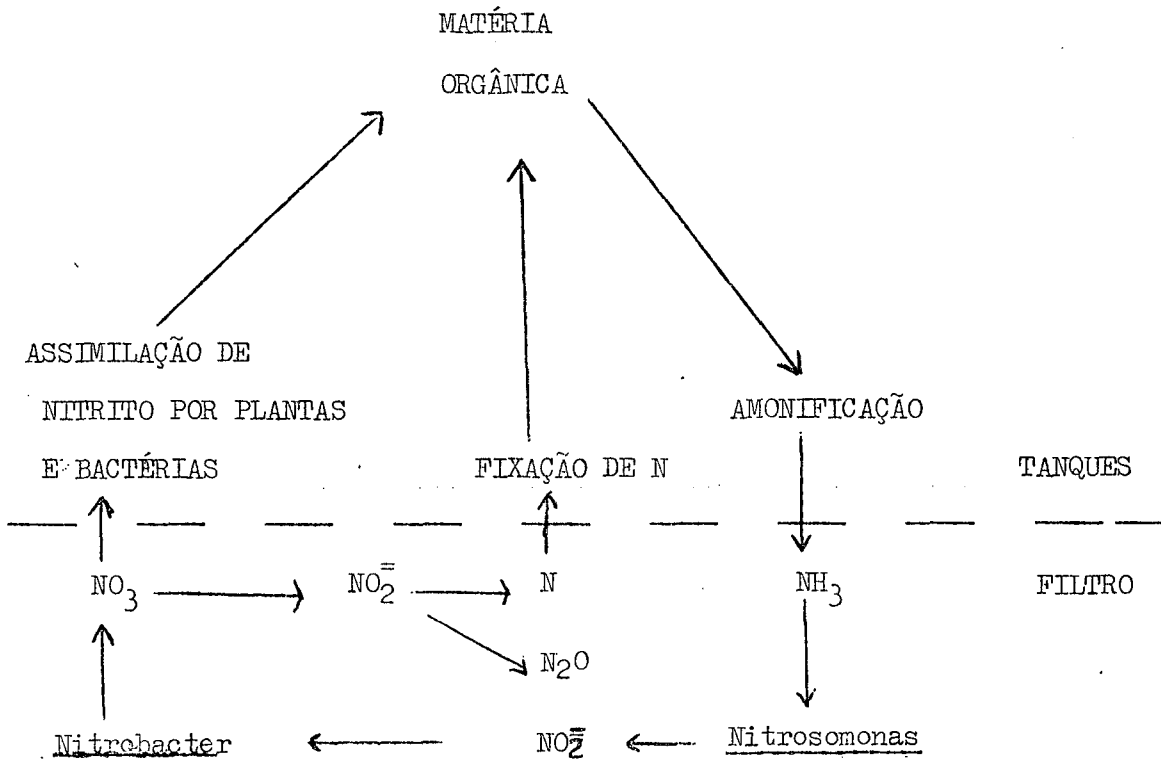 MATÉRIA
ORGÂNICA
ASSIMILAÇÃO DE
NITRITO POR PLANTAS
E BACTÉRIAS
FIXAÇÃO DE N
AMONIFICAÇÃO
TANQUES
NO3
NO2=
N
NH3
FILTRO
N2O
Nitrobacter
NO2=
Nitrosomonas